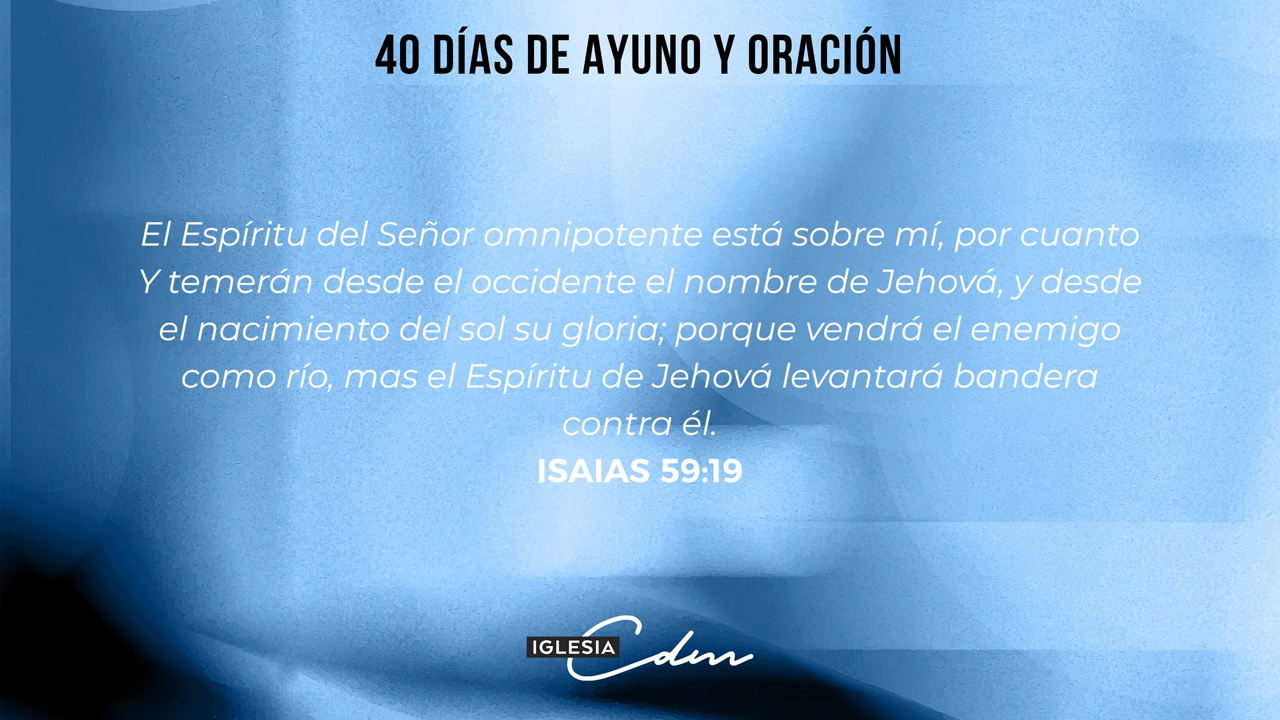 40 DÍAS DE AYUNO Y ORACIÓN
El Espíritu del Señor omnipotente está sobre mí, por cuanto
Y temerán desde el occidente el nombre de Jehová, y desde
el nacimiento del sol su gloria; porque vendrá el enemigo
como río, mas el Espíritu de Jehová levantará bandera
contra él.
ISAIAS 59:19
IGLESIA Cdm